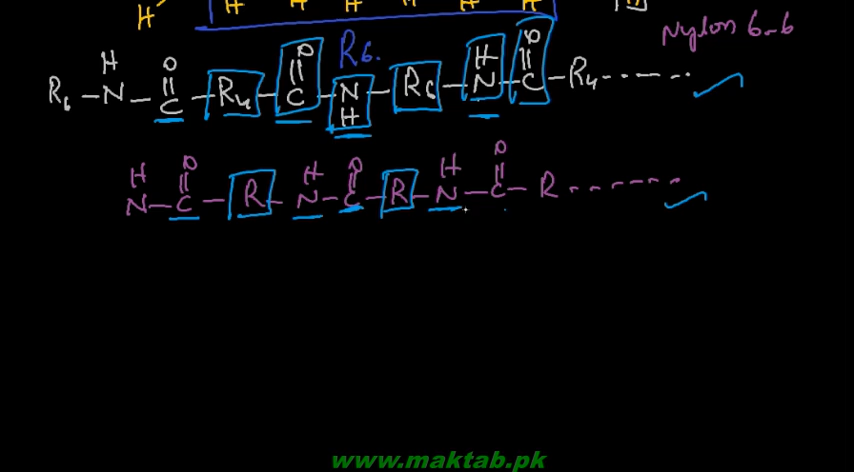 H H H H H H H
Nylon 6-6
R6.
H O O H O
R6 – N – C – R4 – C – N – R6 – N – C – R4 ------
H
H O H O H O
N – C – R – N – C – R – N – C – R -------
www.maktab.pk